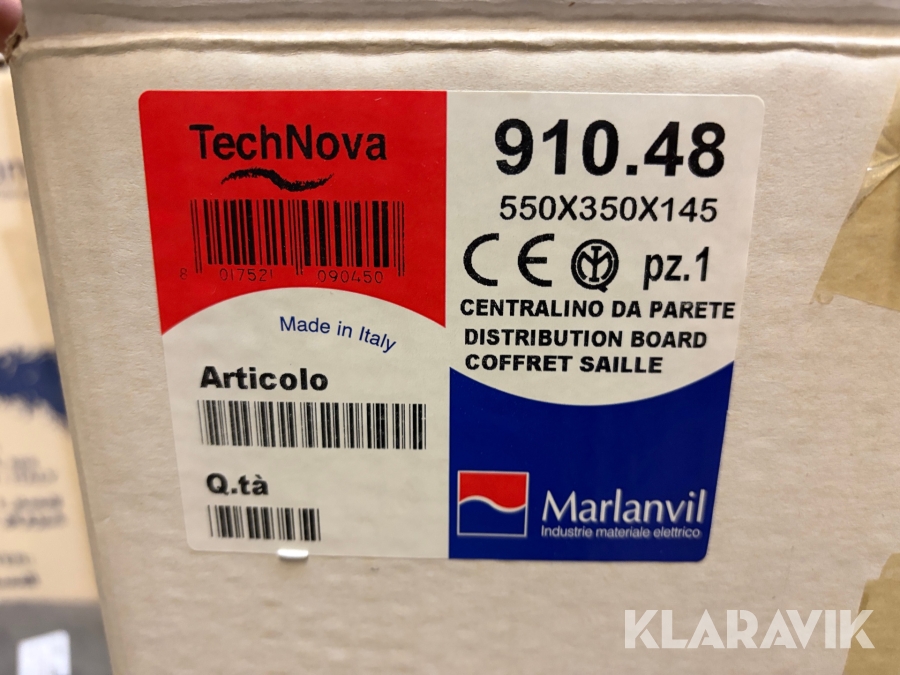 TechNova
8 017521 090450
Made in Italy
Articolo
Q.tà
910.48
550X350X145
CE pz.1
CENTRALINO DA PARETE
DISTRIBUTION BOARD
COFFRET SAILLE
Marlanvil
Industrie materiale elettrico
KLARAVIK